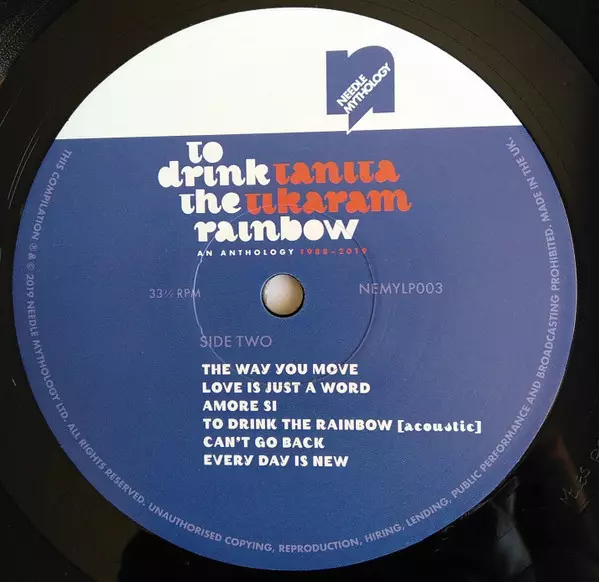 NEEDLE
MYTHOLOGY
to
drink tanita
the tikaram
rainbow
AN ANTHOLOGY 1988-2019
33⅓ RPM
NEMYLP003
SIDE TWO
THE WAY YOU MOVE
LOVE IS JUST A WORD
AMORE SI
TO DRINK THE RAINBOW [acoustic]
CAN'T GO BACK
EVERY DAY IS NEW
THIS COMPILATION ℗ & © 2019 NEEDLE MYTHOLOGY LTD. ALL RIGHTS RESERVED. UNAUTHORISED COPYING, REPRODUCTION, HIRING, LENDING, PUBLIC PERFORMANCE AND BROADCASTING PROHIBITED. MADE IN THE UK.